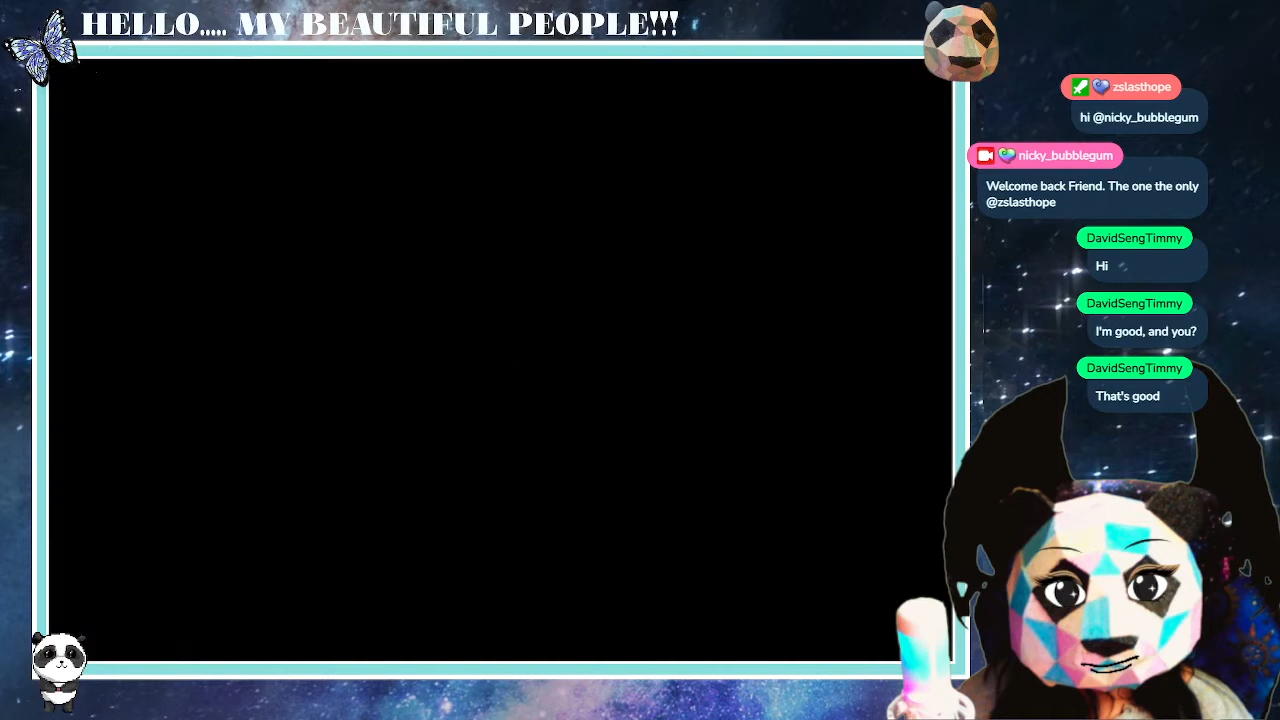 HELLO..... MY BEAUTIFUL PEOPLE!!!
zslasthope
hi @nicky_bubblegum
nicky_bubblegum
Welcome back Friend. The one the only
@zslasthope
DavidSengTimmy
Hi
DavidSengTimmy
I'm good, and you?
DavidSengTimmy
That's good